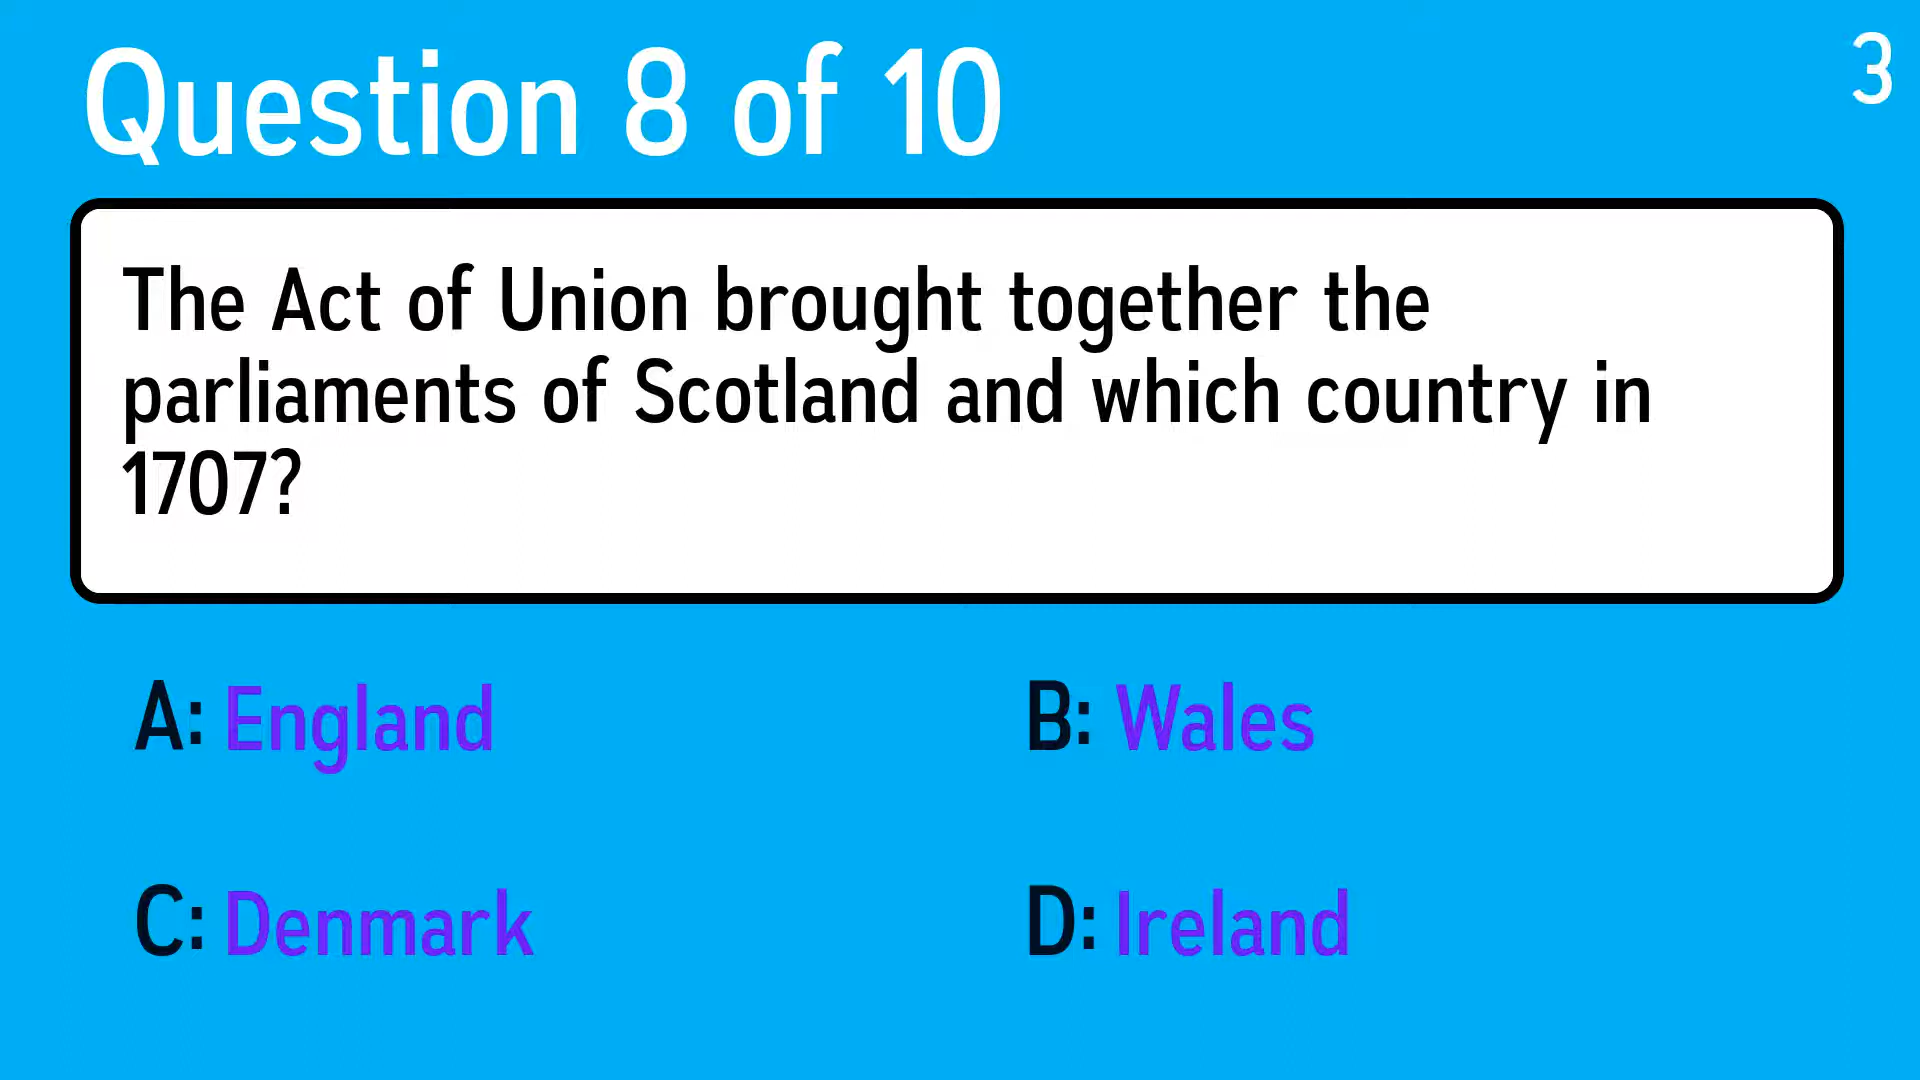 Question 8 of 10
3
The Act of Union brought together the
parliaments of Scotland and which country in
1707?
A: England
B: Wales
C: Denmark
D: Ireland